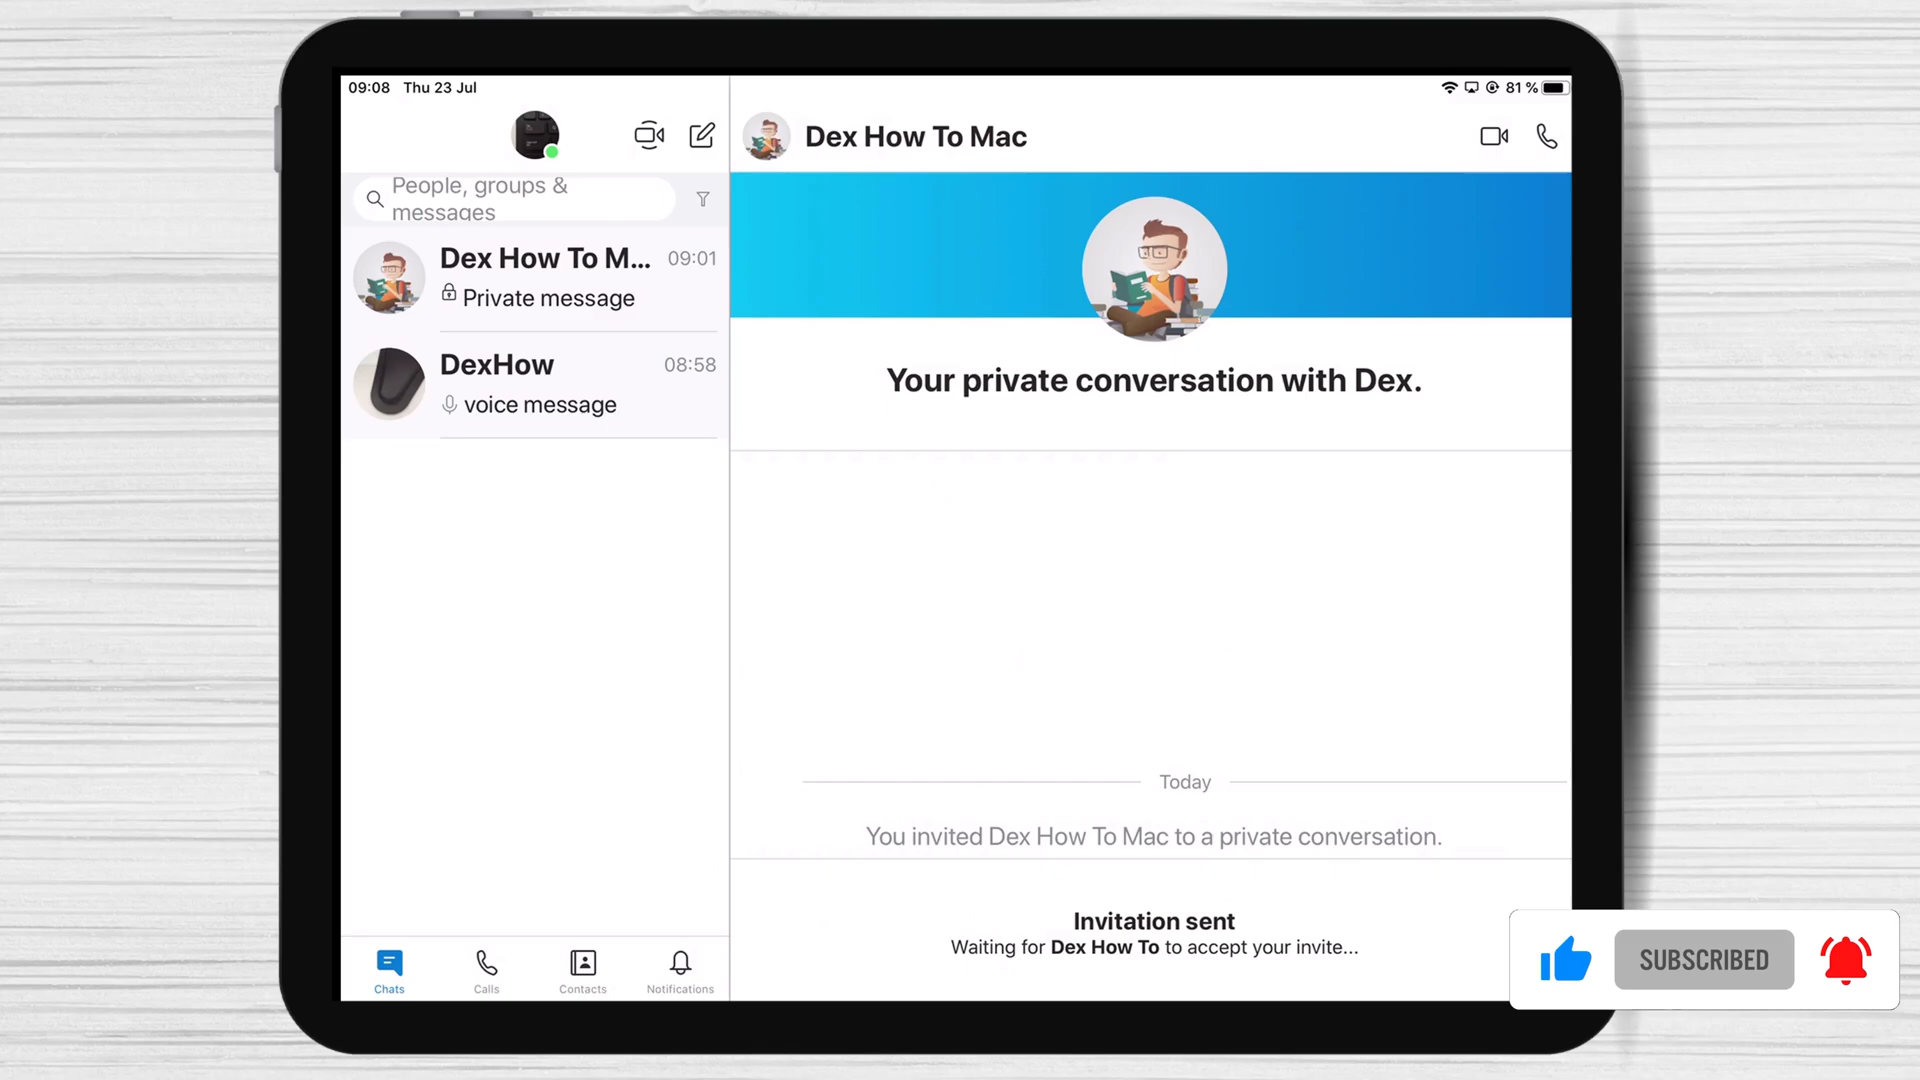 09:08 Thu 23 Jul
81 %
People, groups &
messages
Dex How To M... 09:01
Private message
DexHow 08:58
voice message
Chats
Calls
Contacts
Notifications
Dex How To Mac
Your private conversation with Dex.
Today
You invited Dex How To Mac to a private conversation.
Invitation sent
Waiting for Dex How To to accept your invite...
SUBSCRIBED